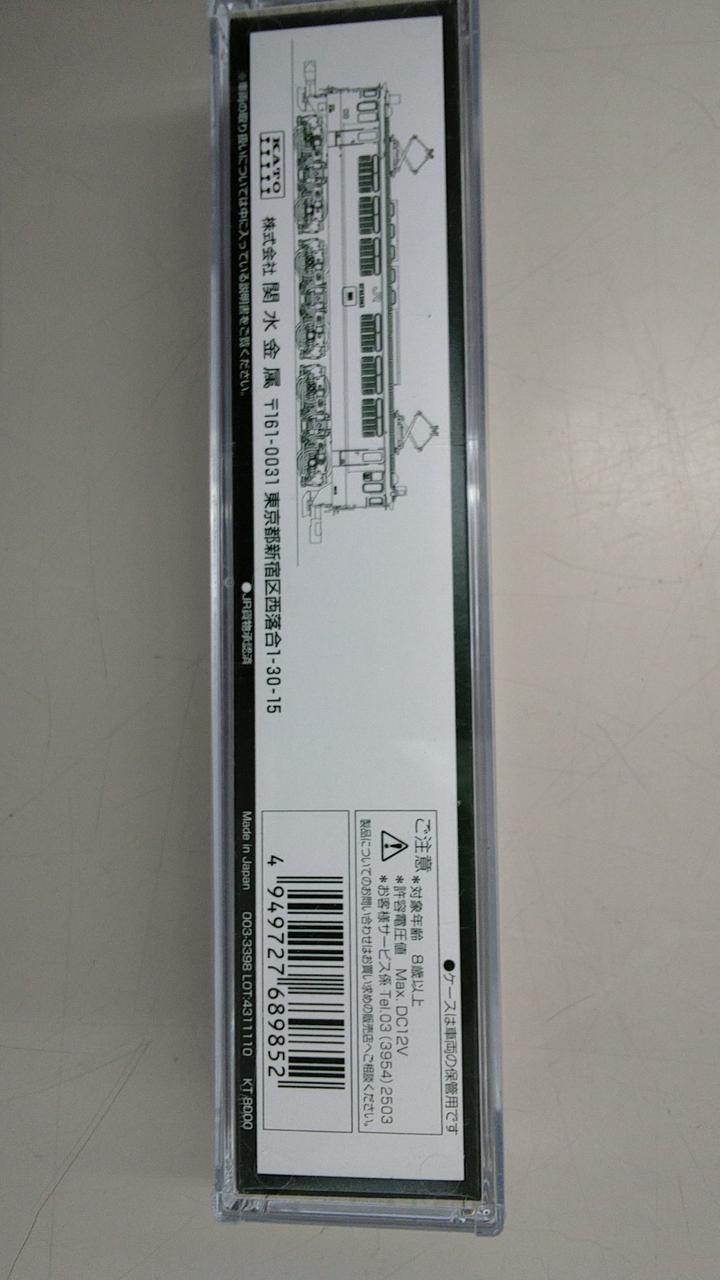 ●ケースは車両の保管用です
ご注意
*対象年齢 8歳以上
*許容電圧値 Max. DC12V
*お客様サービス係 Tel.03 (3954) 2503
製品についてのお問い合わせはお買い求めの販売店へご相談ください。
KATO
株式会社 関水金属 〒161-0031 東京都新宿区西落合1-30-15
4 949727 689852
※車両の取り扱いについては中に入っている説明書をご覧ください。
●JR貨物承認済
Made in Japan 003-3398 LOT:4311110 KT.8000